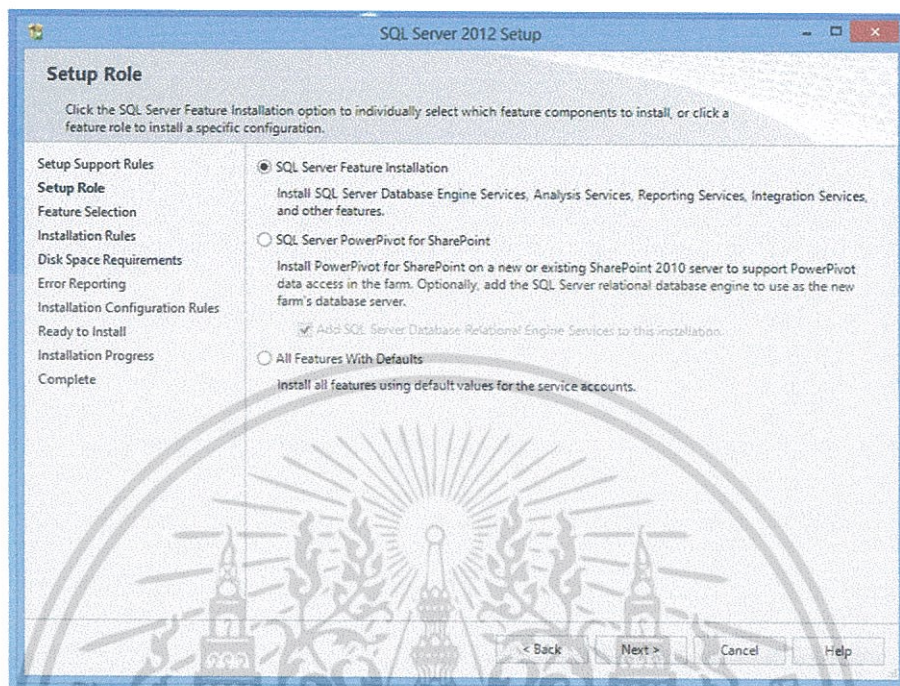 SQL Server 2012 Setup
Setup Role
Click the SQL Server Feature Installation option to individually select which feature components to install, or click a
feature role to install a specific configuration.
Setup Support Rules
Setup Role
Feature Selection
Installation Rules
Disk Space Requirements
Error Reporting
Installation Configuration Rules
Ready to Install
Installation Progress
Complete
SQL Server Feature Installation
Install SQL Server Database Engine Services, Analysis Services, Reporting Services, Integration Services,
and other features.
SQL Server PowerPivot for SharePoint
Install PowerPivot for SharePoint on a new or existing SharePoint 2010 server to support PowerPivot
data access in the farm. Optionally, add the SQL Server relational database engine to use as the new
farm's database server.
Add SQL Server Database Relational Engine Services to this installation.
All Features With Defaults
Install all features using default values for the service accounts.
< Back
Next >
Cancel
Help